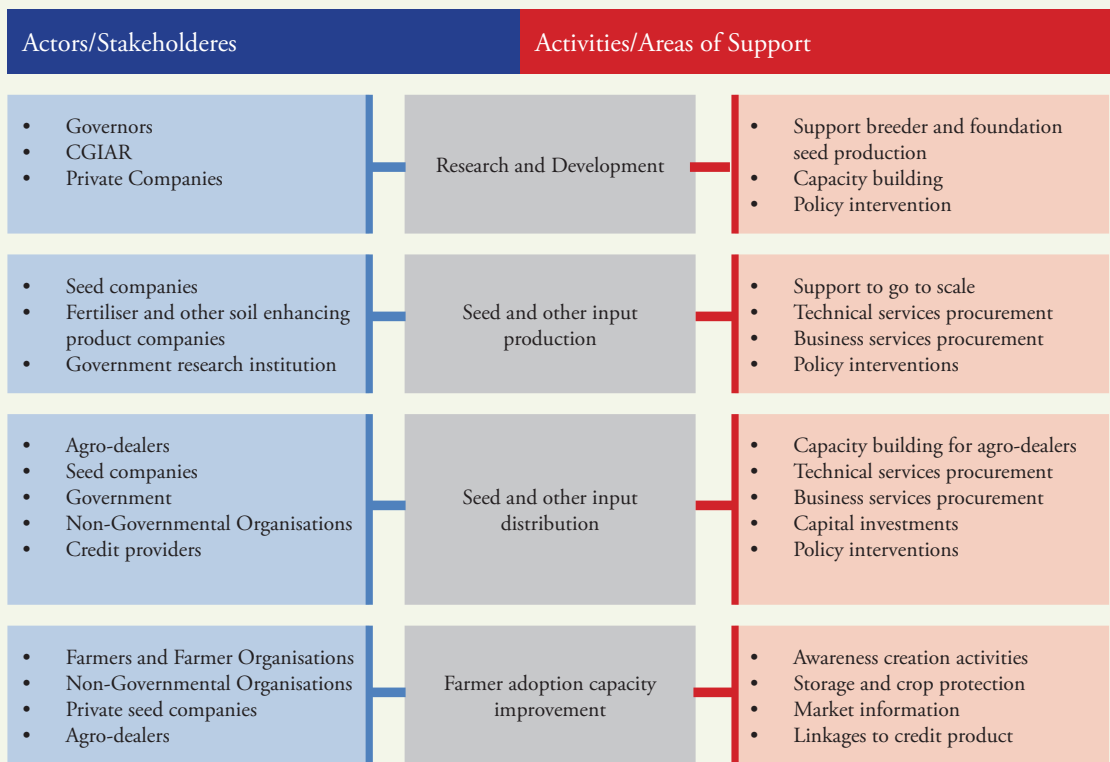 Actors/Stakeholderes
Activities/Areas of Support
• Governors
• CGIAR
• Private Companies
Research and Development
• Support breeder and foundation
seed production
• Capacity building
• Policy intervention
• Seed companies
• Fertiliser and other soil enhancing
product companies
• Government research institution
Seed and other input
production
• Support to go to scale
• Technical services procurement
• Business services procurement
• Policy interventions
• Agro-dealers
• Seed companies
• Government
• Non-Governmental Organisations
• Credit providers
Seed and other input
distribution
• Capacity building for agro-dealers
• Technical services procurement
• Business services procurement
• Capital investments
• Policy interventions
• Farmers and Farmer Organisations
• Non-Governmental Organisations
• Private seed companies
• Agro-dealers
Farmer adoption capacity
improvement
• Awareness creation activities
• Storage and crop protection
• Market information
• Linkages to credit product